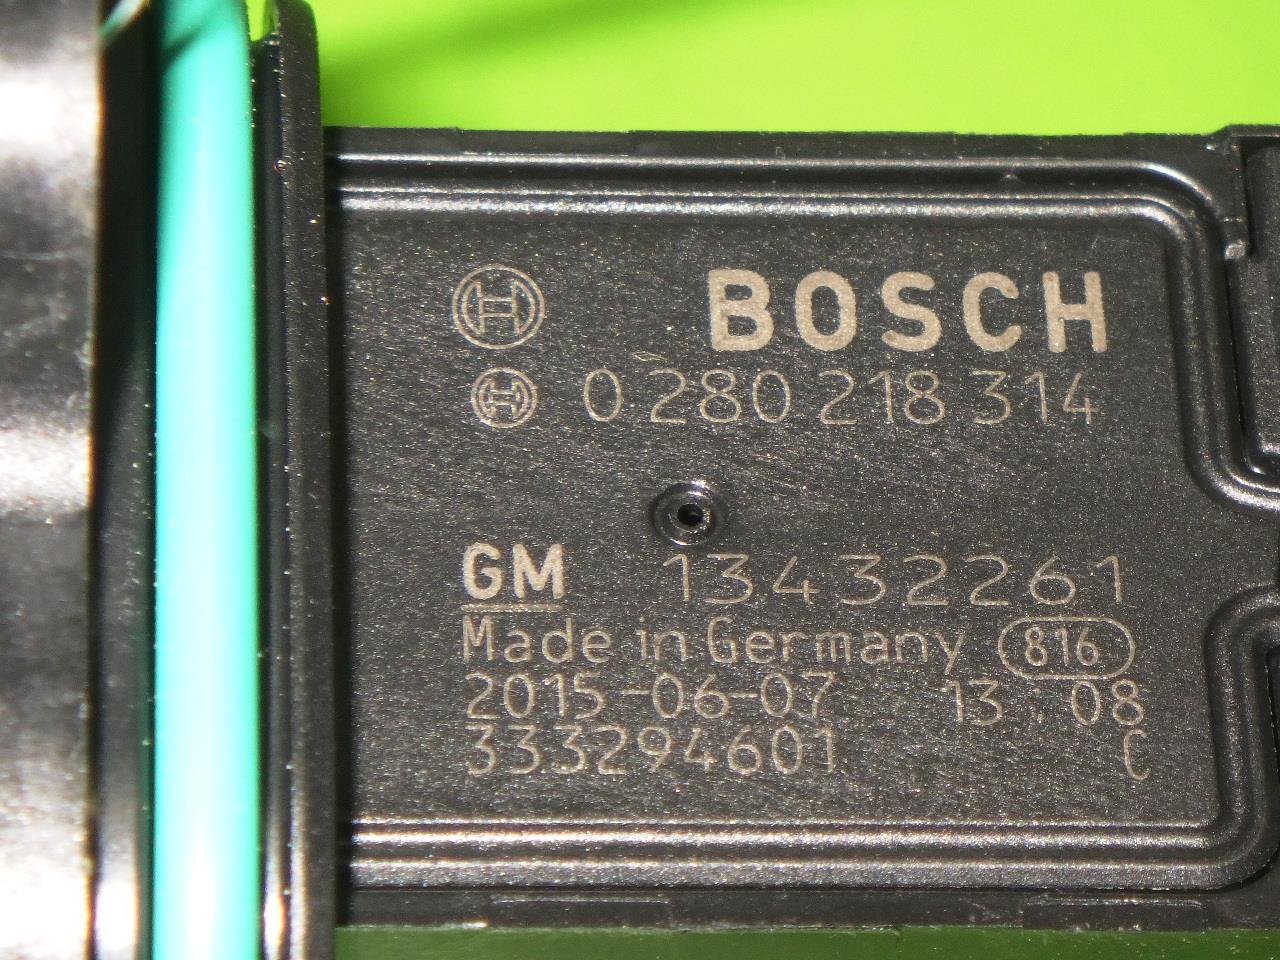 BOSCH
0 280 218 314
GM 13432261
Made in Germany 816
2015-06-07 13:08
333294601 C